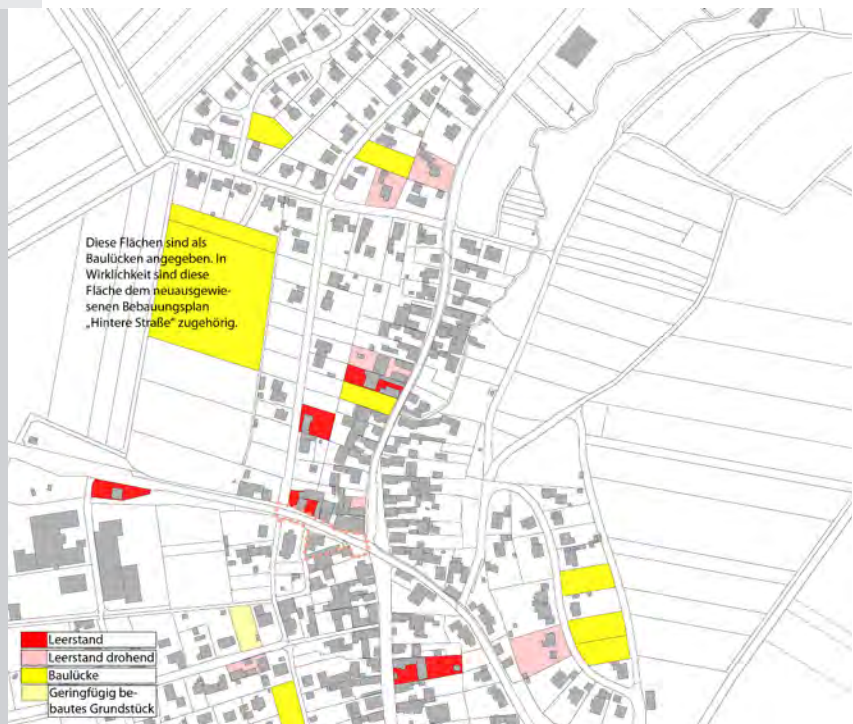 Diese Flächen sind als
Baulücken angegeben. In
Wirklichkeit sind diese
Fläche dem neuausgewie-
senen Bebauungsplan
„Hintere Straße" zugehörig.
Leerstand
Leerstand drohend
Baulücke
Geringfügig be-
bautes Grundstück